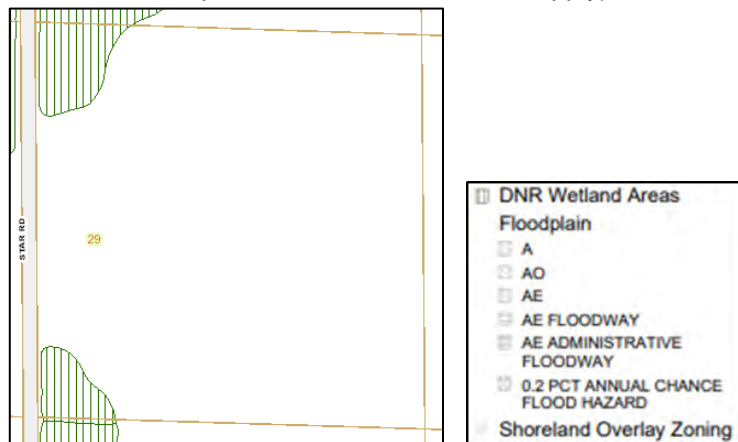 STAR RD
29
DNR Wetland Areas
Floodplain
A
AO
AE
AE FLOODWAY
AE ADMINISTRATIVE
FLOODWAY
0.2 PCT ANNUAL CHANCE
FLOOD HAZARD
Shoreland Overlay Zoning